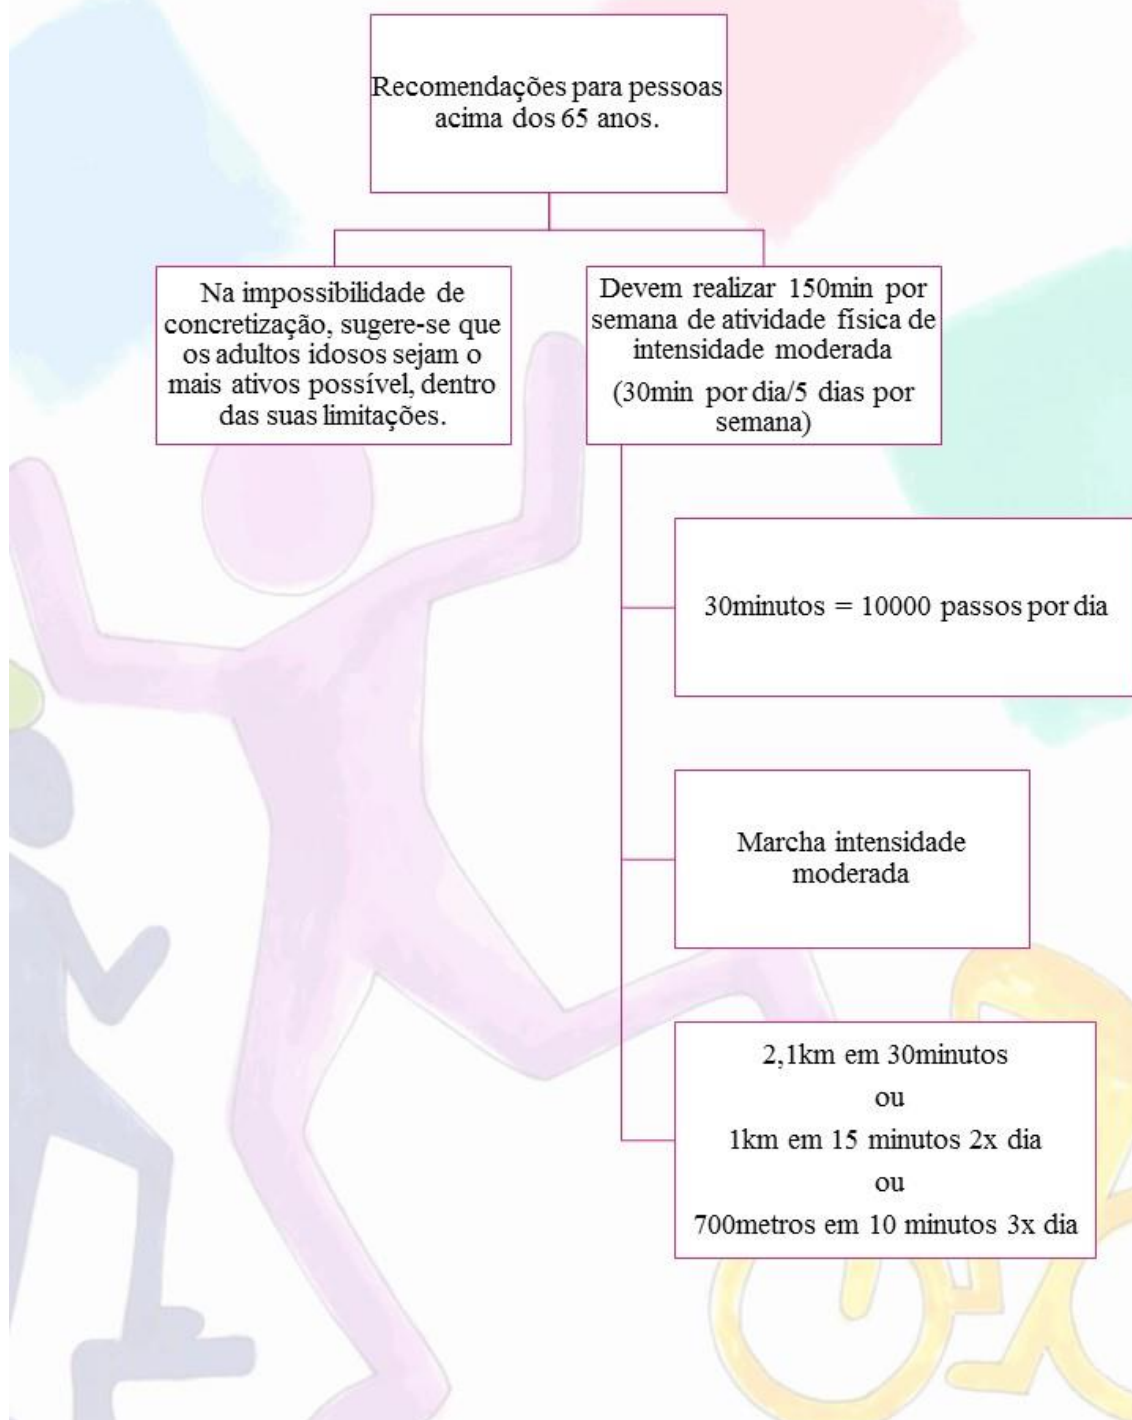 Recomendações para pessoas
acima dos 65 anos.
Na impossibilidade de
concretização, sugere-se que
os adultos idosos sejam o
mais ativos possível, dentro
das suas limitações.
Devem realizar 150min por
semana de atividade física de
intensidade moderada
(30min por dia/5 dias por
semana)
30minutos = 10000 passos por dia
Marcha intensidade
moderada
2,1km em 30minutos
ou
1km em 15 minutos 2x dia
ou
700metros em 10 minutos 3x dia